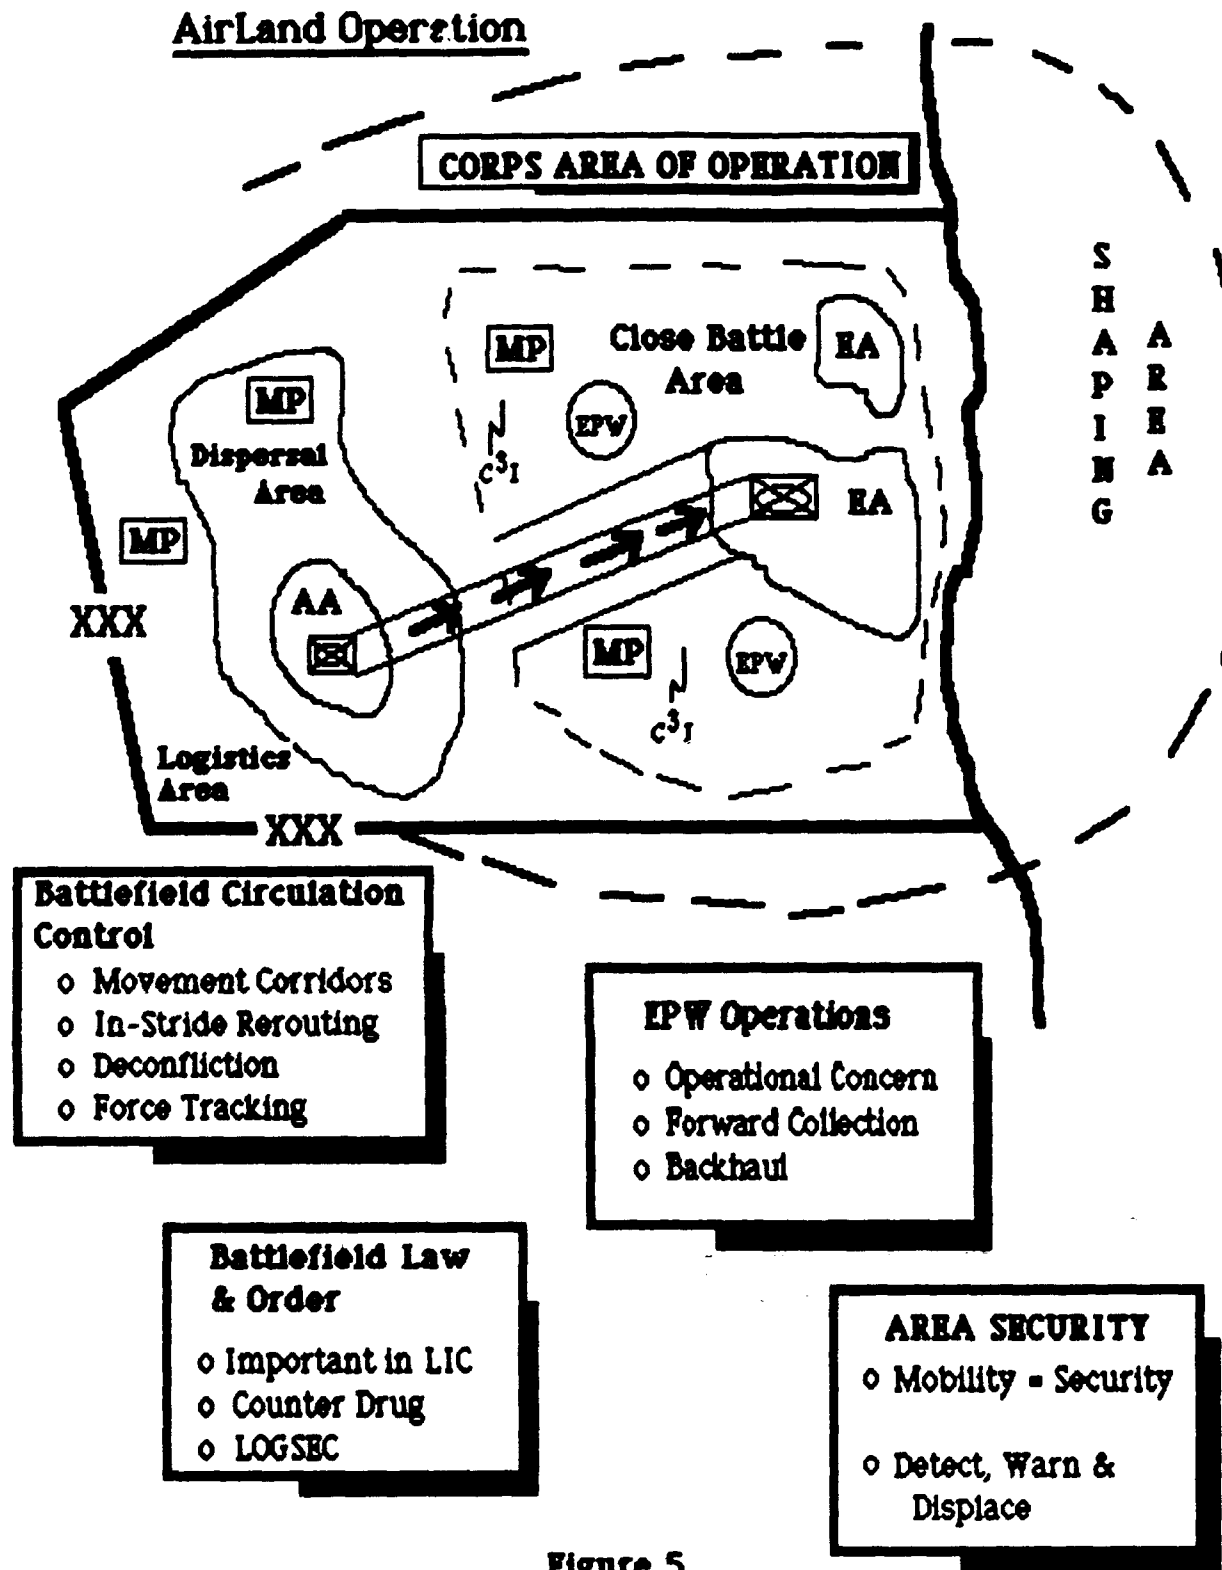 AirLand Operation
CORPS AREA OF OPERATION
SHAPING
AREA
MP
Close Battle
Area
EA
MP
EPW
Dispersal
Area
C3I
EA
MP
AA
XXX
MP
EPW
C3I
Logistics
Area
XXX
Battlefield Circulation
Control
o Movement Corridors
o In-Stride Rerouting
o Deconfliction
o Force Tracking
EPW Operations
o Operational Concern
o Forward Collection
o Backhaul
Battlefield Law
& Order
o Important in LIC
o Counter Drug
o LOGSEC
AREA SECURITY
o Mobility = Security
o Detect, Warn &
Displace
Figure 5